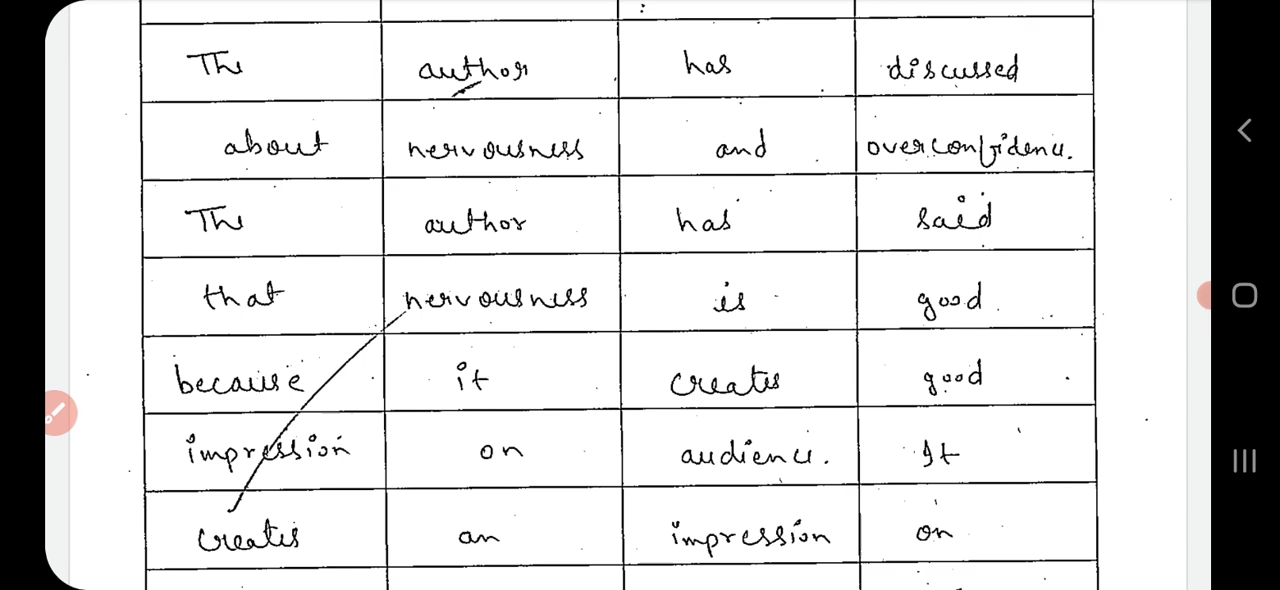 The author has discussed
about nervousness and overconfidence.
The author has said
that nervousness is good
because it creates good
impression on audience. It
creates an impression on